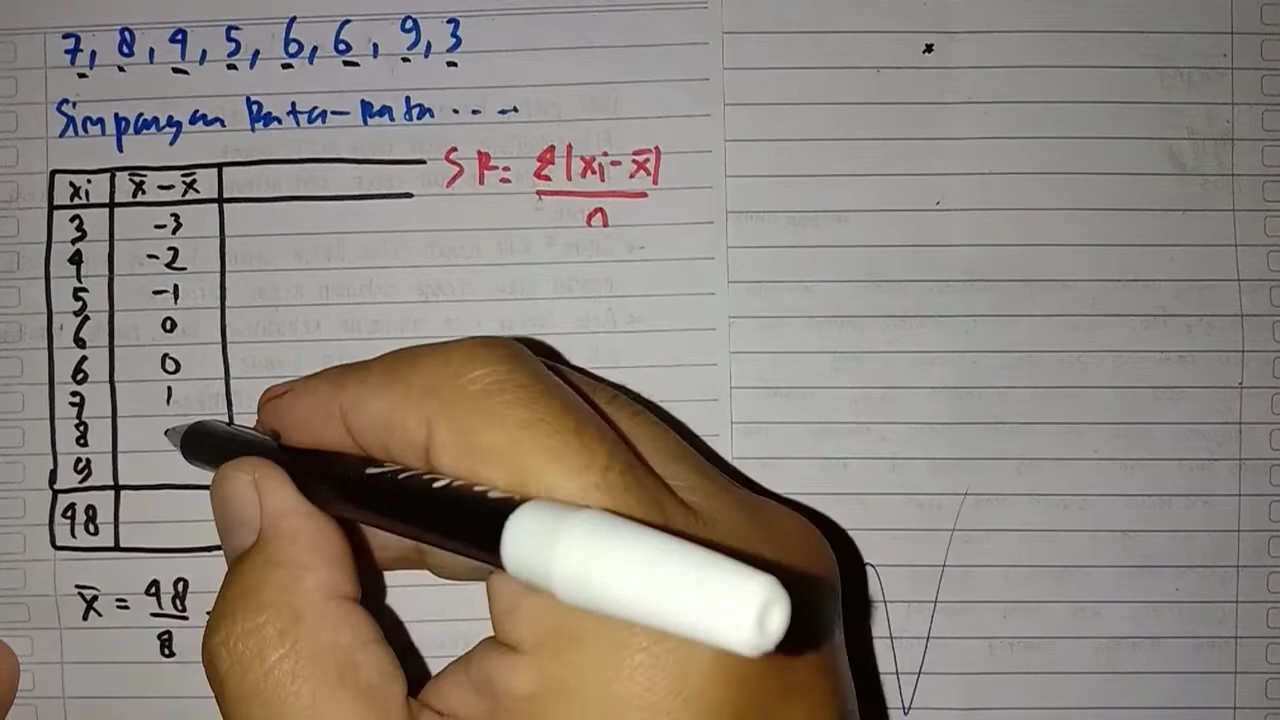 7, 8, 4, 5, 6, 6, 9, 3
Simpangan Rata-Rata ....
SR = Σ|xi - x̄|
n
xi x̄ - x̄
3 -3
4 -2
5 -1
6 0
6 0
7 1
8
9
48
x̄ = 48
8